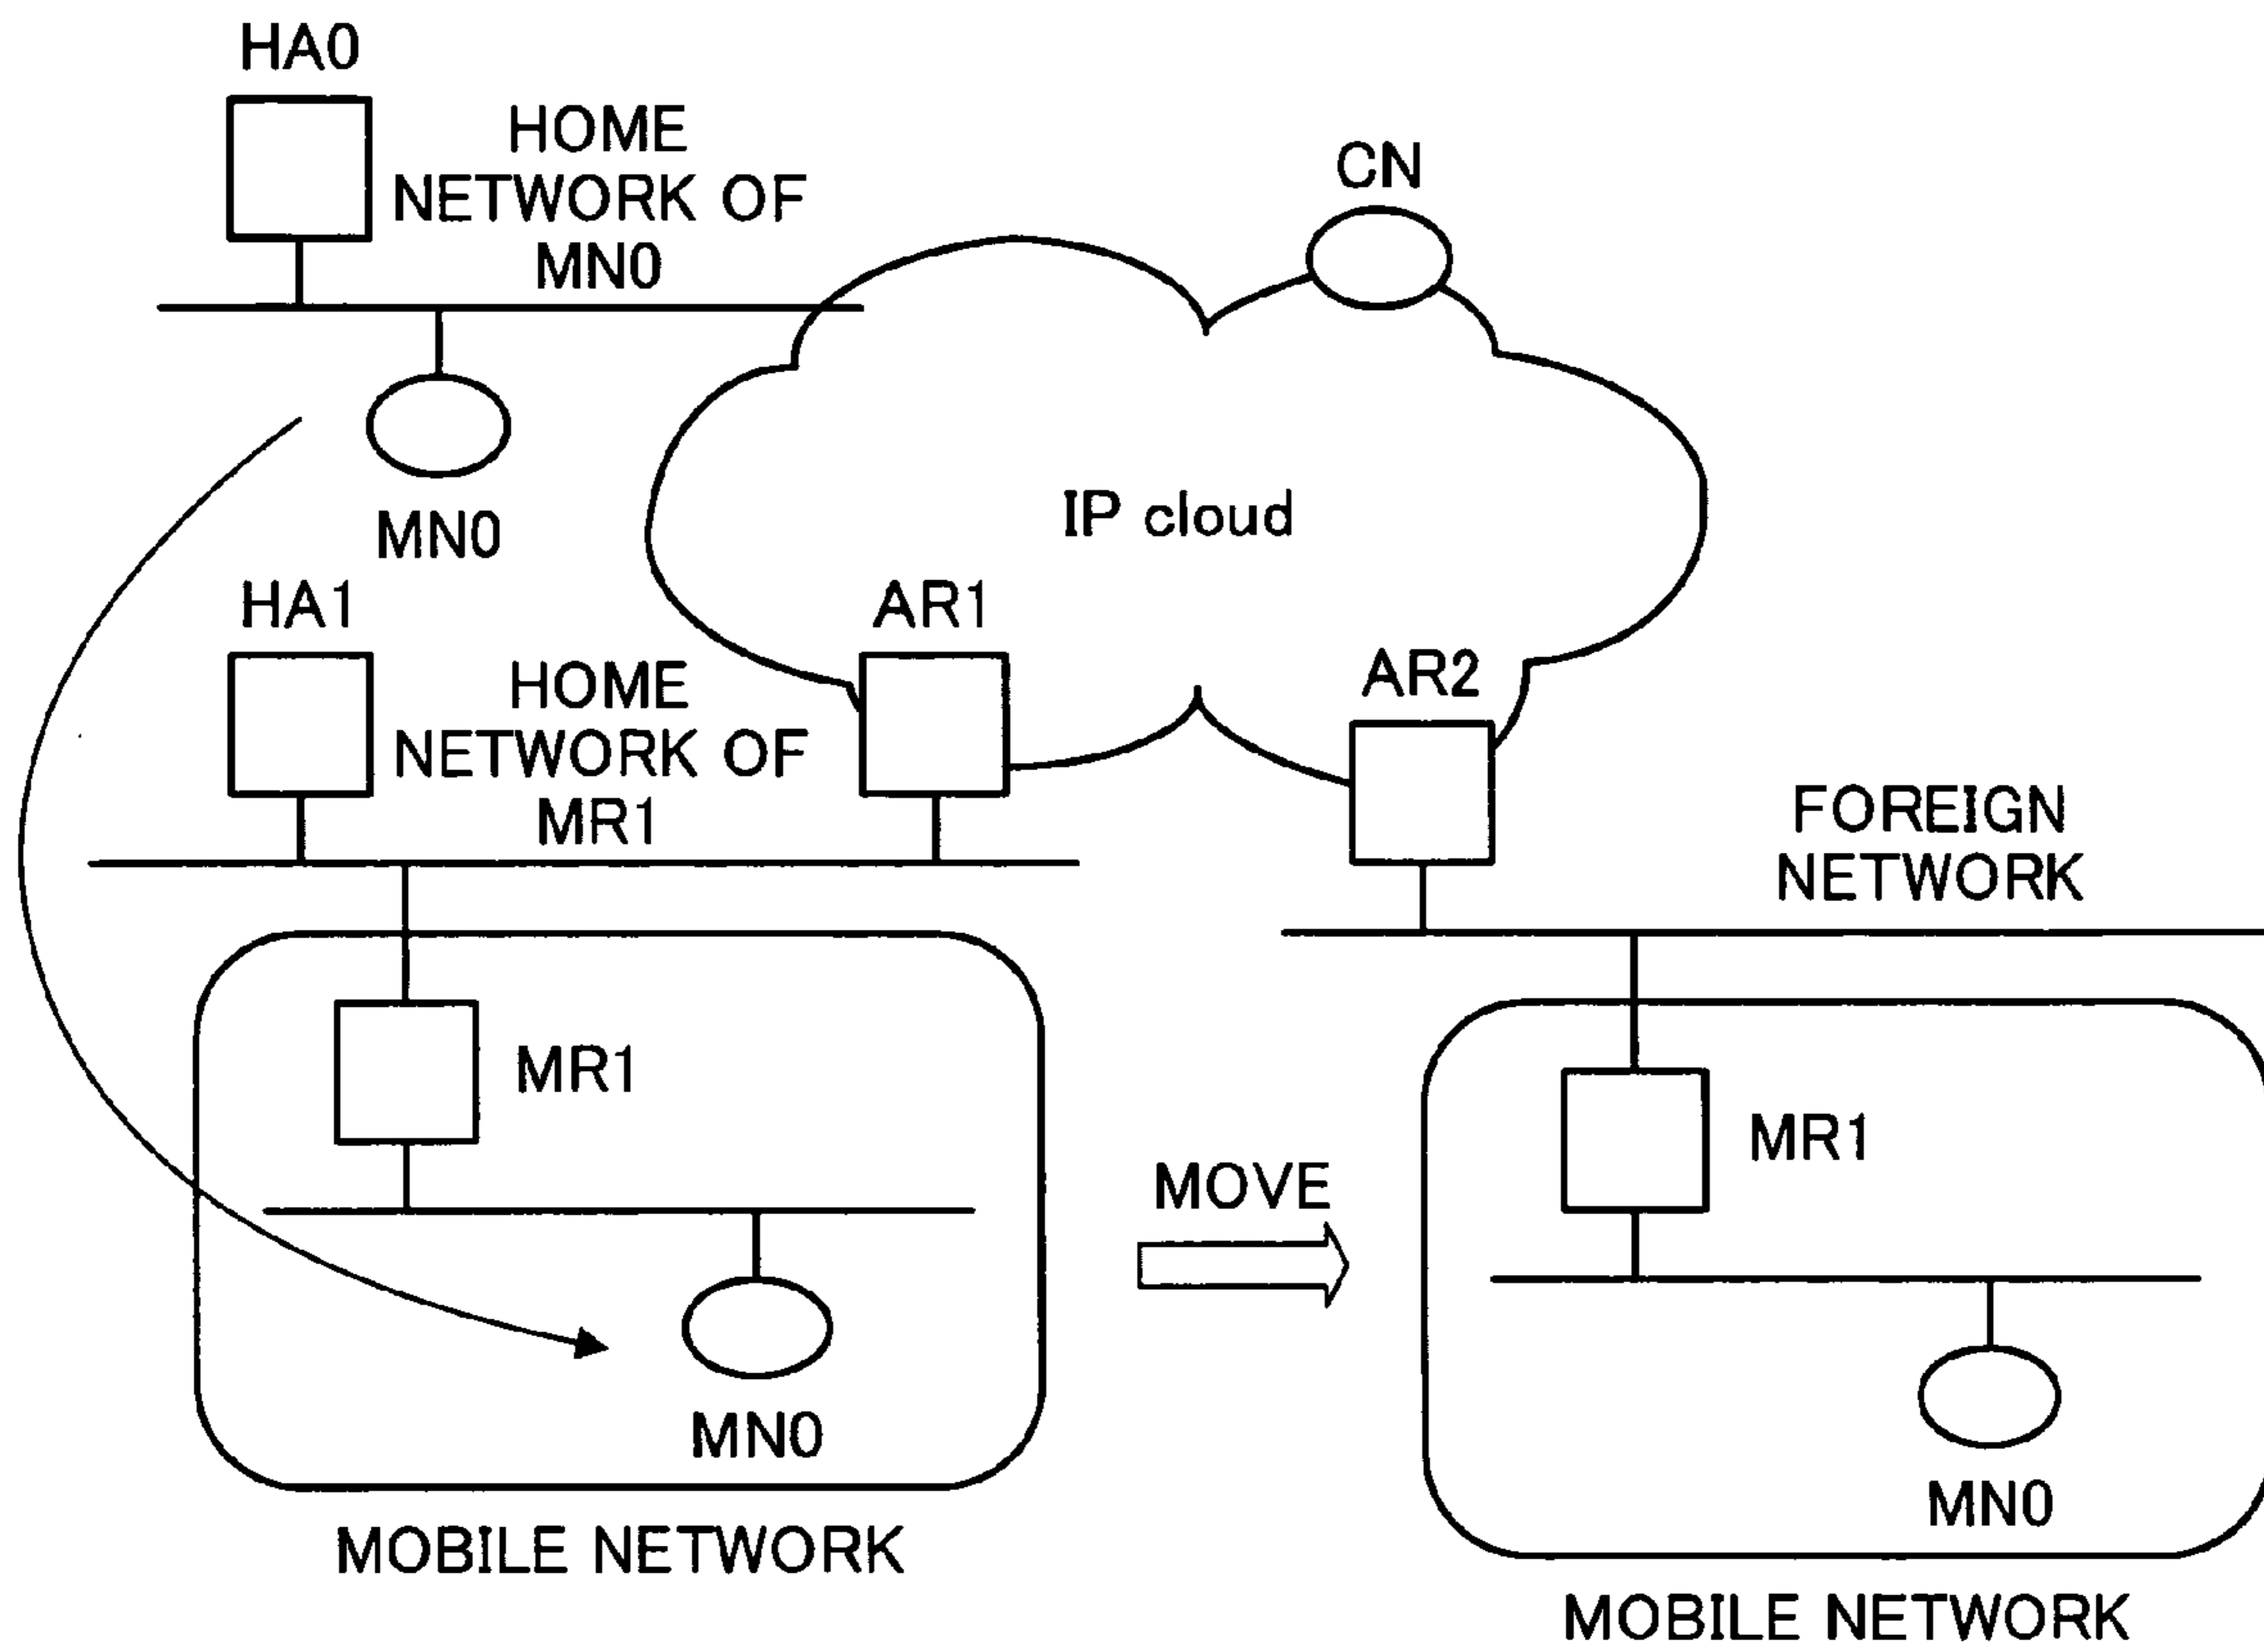 HA0
HOME
NETWORK OF
MN0
CN
MN0
IP cloud
HA1
HOME
NETWORK OF
MR1
AR1
AR2
FOREIGN
NETWORK
MR1
MN0
MOBILE NETWORK
MOVE
MR1
MN0
MOBILE NETWORK